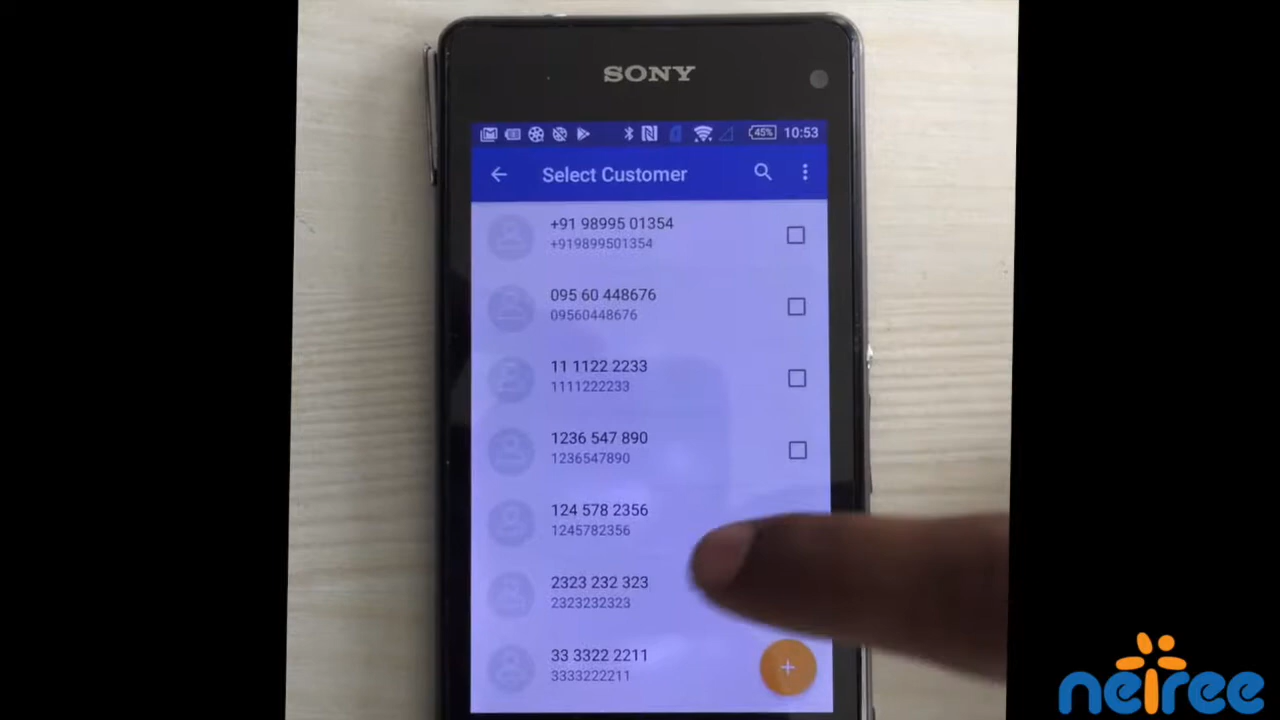 SONY
45% 10:53
Select Customer
+91 98995 01354
+919899501354
095 60 448676
09560448676
11 1122 2233
1111222233
1236 547 890
1236547890
124 578 2356
1245782356
2323 232 323
2323232323
33 3322 2211
3333222211
neiree